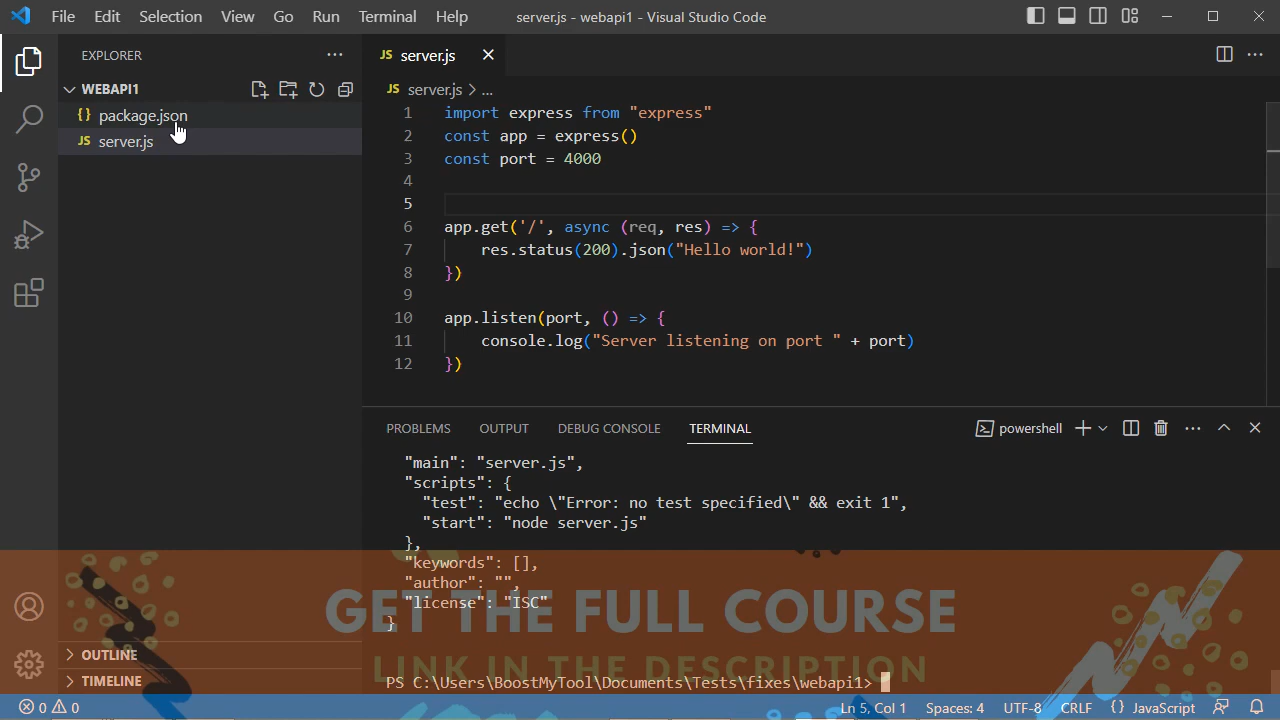 File Edit Selection View Go Run Terminal Help server.js - webapi1 - Visual Studio Code
EXPLORER
WEBAPI1
{} package.json
JS server.js
JS server.js
JS server.js > ...
1 import express from "express"
2 const app = express()
3 const port = 4000
4
5
6 app.get('/', async (req, res) => {
7 res.status(200).json("Hello world!")
8 })
9
10 app.listen(port, () => {
11 console.log("Server listening on port " + port)
12 })
PROBLEMS OUTPUT DEBUG CONSOLE TERMINAL powershell
"main": "server.js",
"scripts": {
"test": "echo \"Error: no test specified\" && exit 1",
"start": "node server.js"
},
"keywords": [],
"author": "",
"license": "ISC"
}
GET THE FULL COURSE
LINK IN THE DESCRIPTION
PS C:\Users\BoostMyTool\Documents\Tests\fixes\webapi1>
OUTLINE
TIMELINE
0 0 Ln 5, Col 1 Spaces: 4 UTF-8 CRLF {} JavaScript